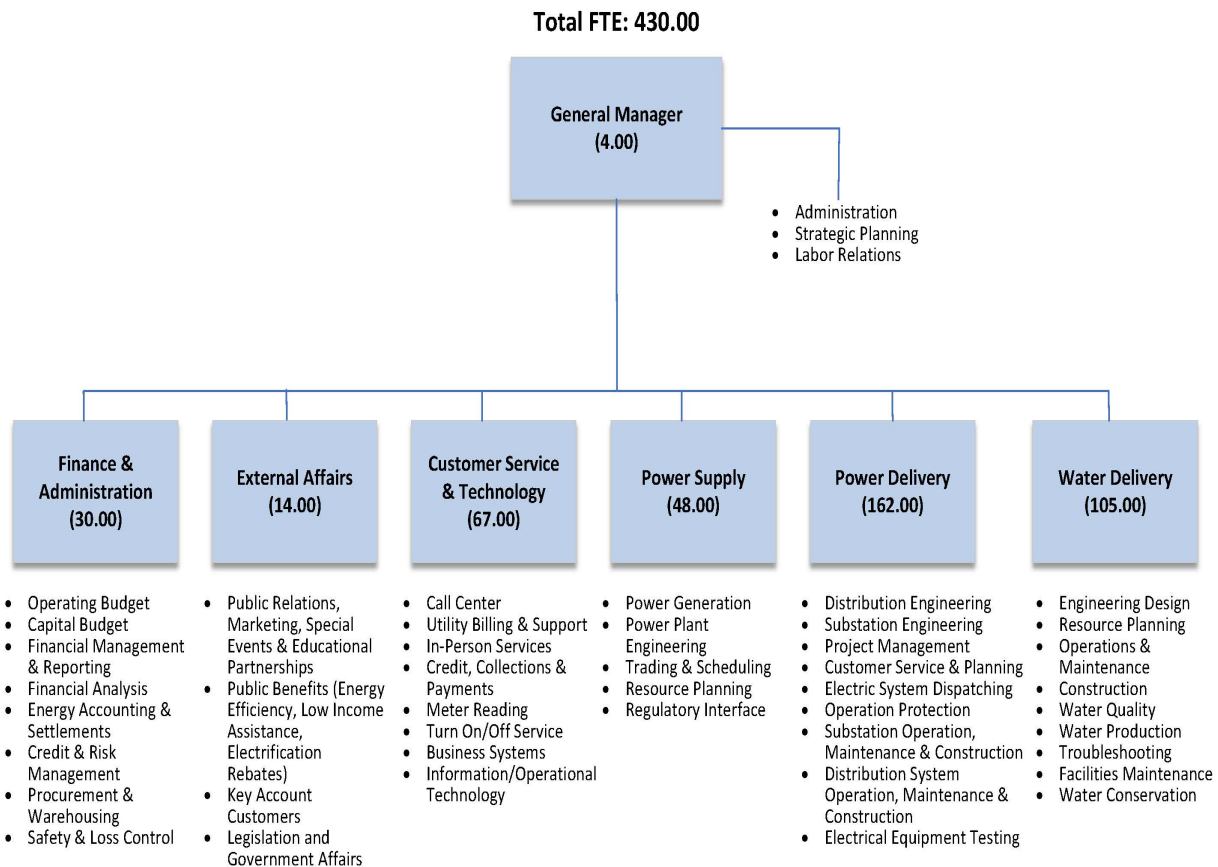 Total FTE: 430.00
General Manager
(4.00)
• Administration
• Strategic Planning
• Labor Relations
Finance &
Administration
(30.00)
External Affairs
(14.00)
Customer Service
& Technology
(67.00)
Power Supply
(48.00)
Power Delivery
(162.00)
Water Delivery
(105.00)
• Operating Budget
• Capital Budget
• Financial Management
& Reporting
• Financial Analysis
• Energy Accounting &
Settlements
• Credit & Risk
Management
• Procurement &
Warehousing
• Safety & Loss Control
• Public Relations,
Marketing, Special
Events & Educational
Partnerships
• Public Benefits (Energy
Efficiency, Low Income
Assistance,
Electrification
Rebates)
• Key Account
Customers
• Legislation and
Government Affairs
• Call Center
• Utility Billing & Support
• In-Person Services
• Credit, Collections &
Payments
• Meter Reading
• Turn On/Off Service
• Business Systems
• Information/Operational
Technology
• Power Generation
• Power Plant
Engineering
• Trading & Scheduling
• Resource Planning
• Regulatory Interface
• Distribution Engineering
• Substation Engineering
• Project Management
• Customer Service & Planning
• Electric System Dispatching
• Operation Protection
• Substation Operation,
Maintenance & Construction
• Distribution System
Operation, Maintenance &
Construction
• Electrical Equipment Testing
• Engineering Design
• Resource Planning
• Operations &
Maintenance
• Construction
• Water Quality
• Water Production
• Troubleshooting
• Facilities Maintenance
• Water Conservation